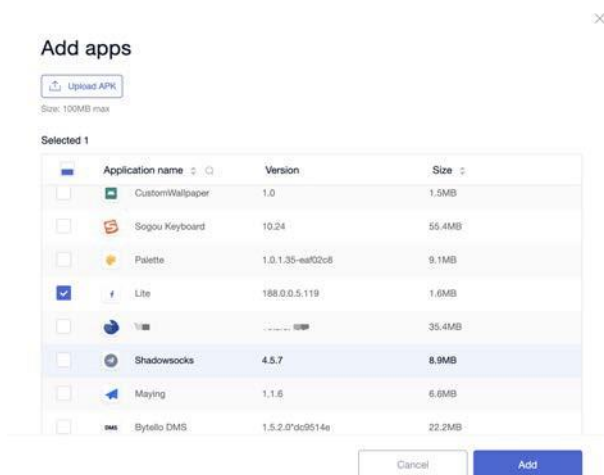 Add apps
Upload APK
Size: 100MB max
Selected 1
Application name Version Size
CustomWallpaper 1.0 1.5MB
Sogou Keyboard 10.24 55.4MB
Palette 1.0.1.35-eaf02c8 9.1MB
Lite 188.0.0.5.119 1.6MB
35.4MB
Shadowsocks 4.5.7 8.9MB
Maying 1.1.6 6.6MB
DMS Bytello DMS 1.5.2.0"dc9514e 22.2MB
Cancel Add